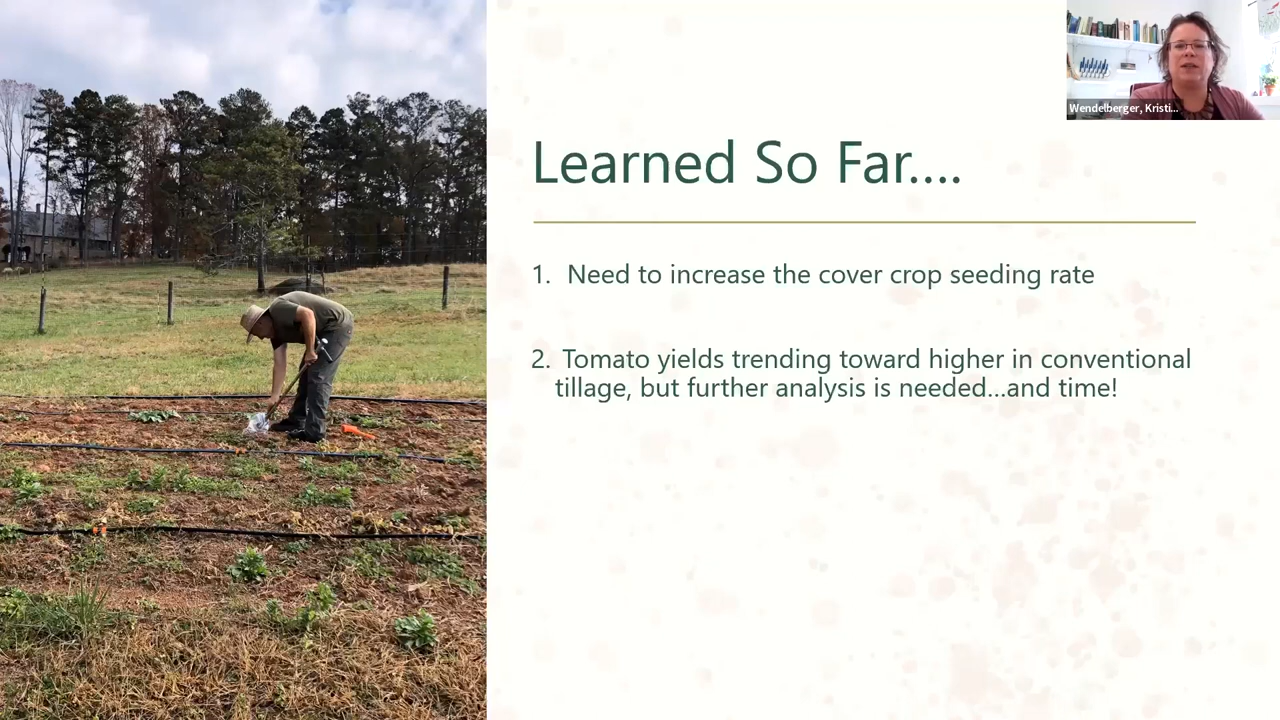 Wendelberger, Kristi...
Learned So Far....
1. Need to increase the cover crop seeding rate
2. Tomato yields trending toward higher in conventional
tillage, but further analysis is needed...and time!